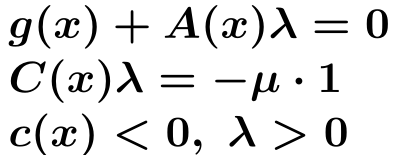 g(x) + A(x)λ = 0
C(x)λ = −μ · 1
c(x) < 0, λ > 0